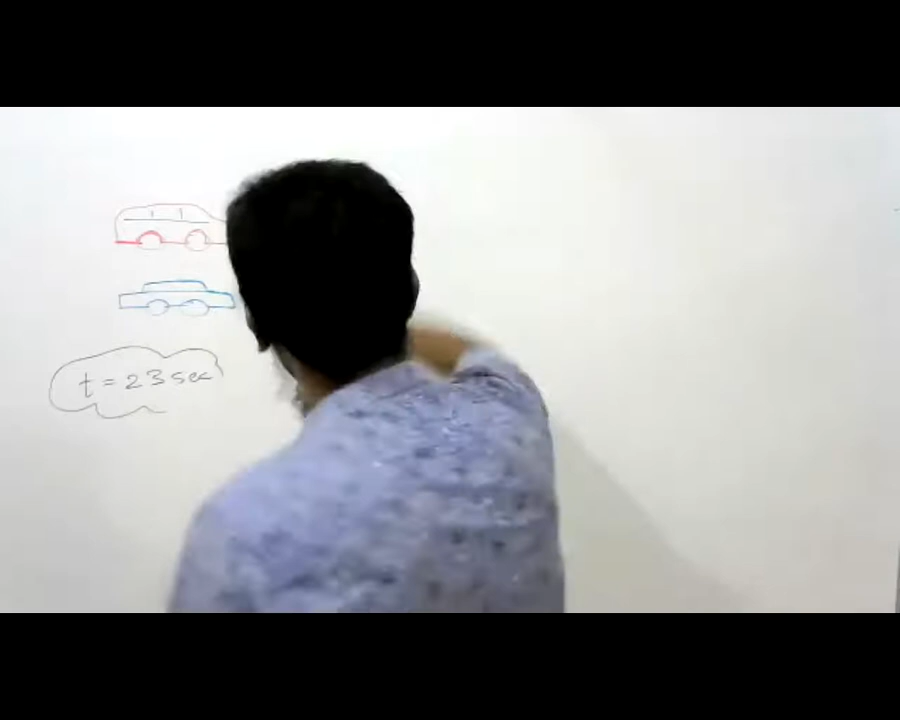 t = 23 sec